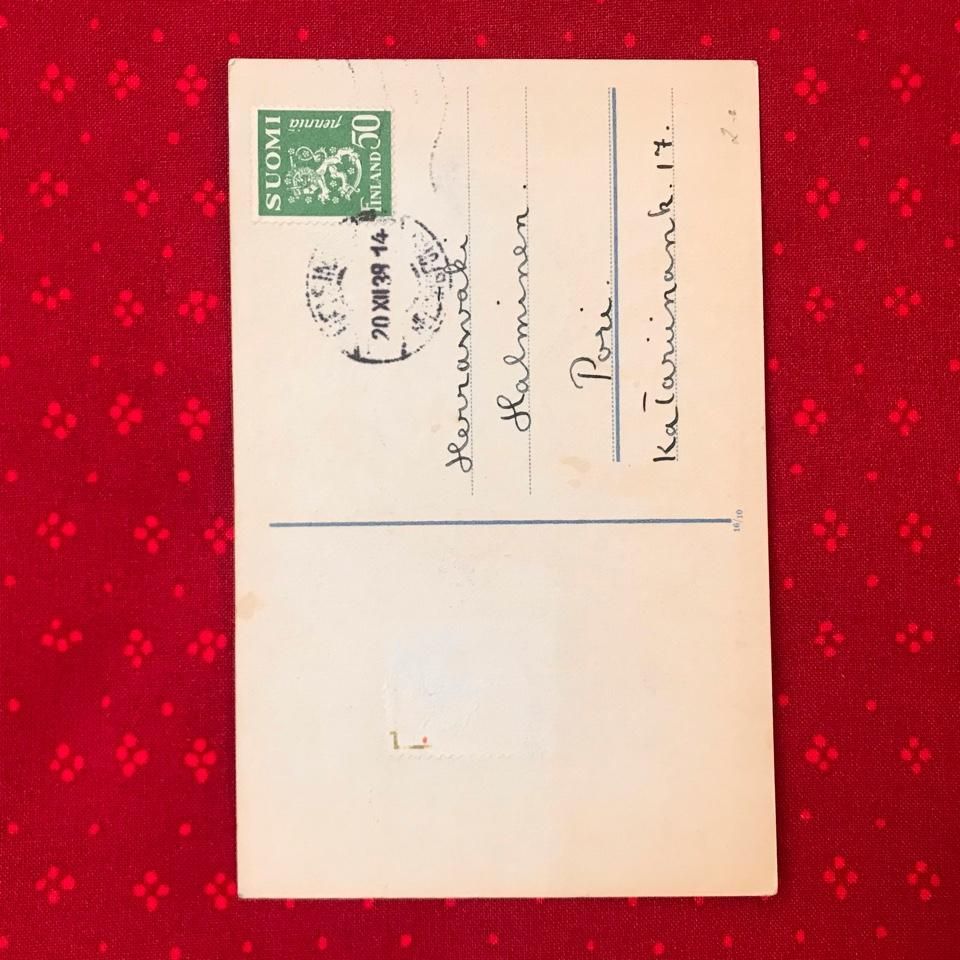 SUOMI
pennia
FINLAND 50
20 XII 39 14
Herrasväki
Halminen.
Pori.
Katarinank. 17.
16/10